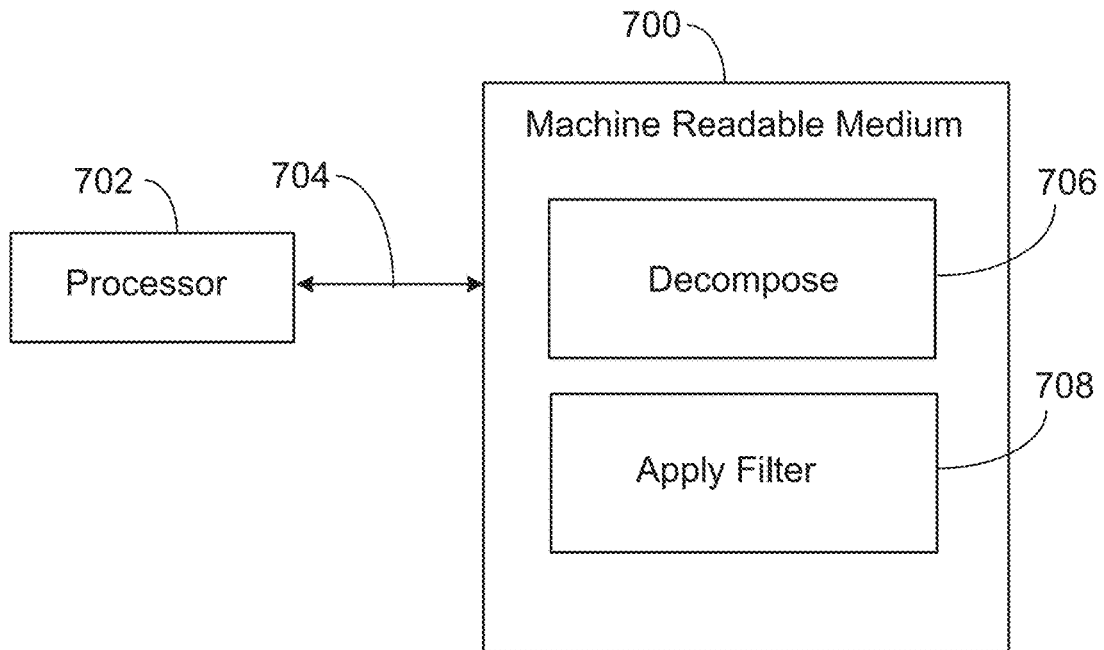 700
Machine Readable Medium
702
704
706
Processor
Decompose
708
Apply Filter